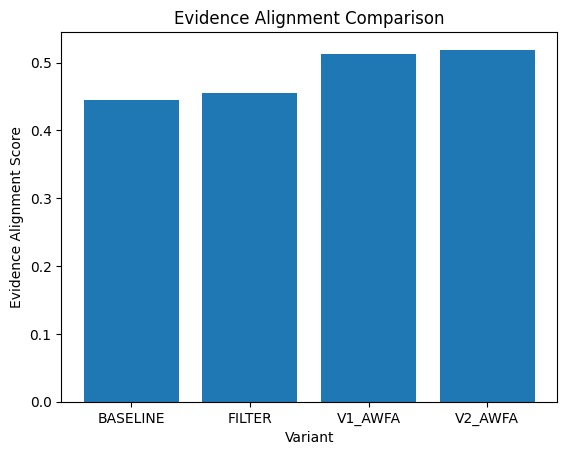 Evidence Alignment Comparison
Evidence Alignment Score
0.5
0.4
0.3
0.2
0.1
0.0
BASELINE FILTER V1_AWFA V2_AWFA
Variant